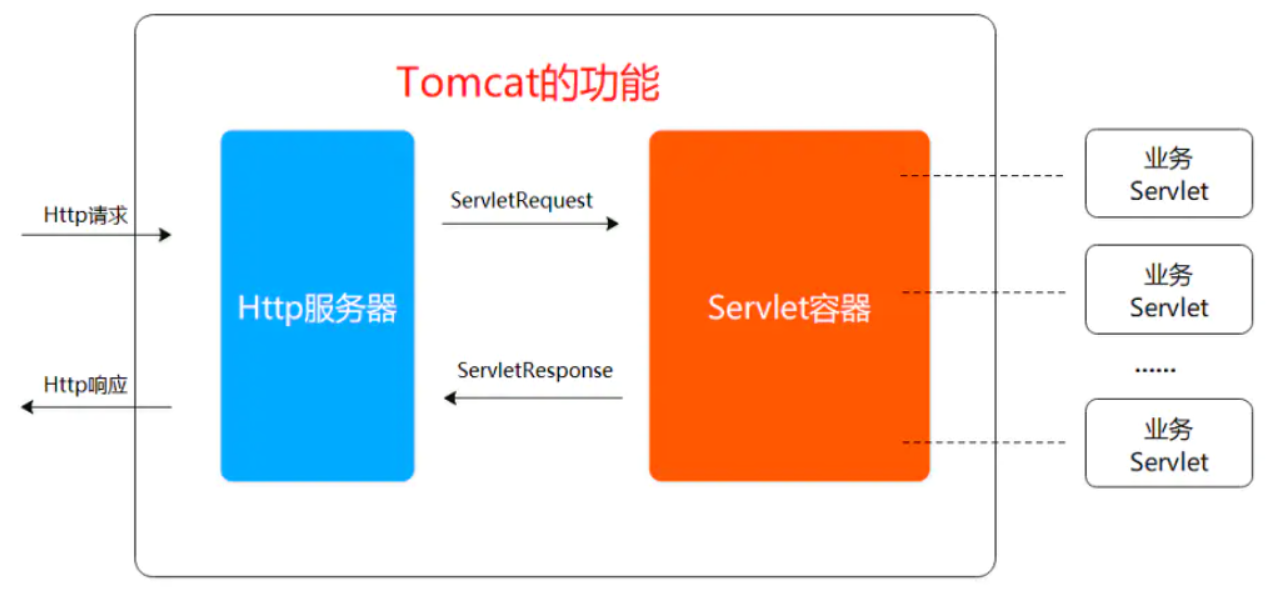 Tomcat的功能
Http请求
Http响应
Http服务器
ServletRequest
ServletResponse
Servlet容器
业务
Servlet
业务
Servlet
······
业务
Servlet